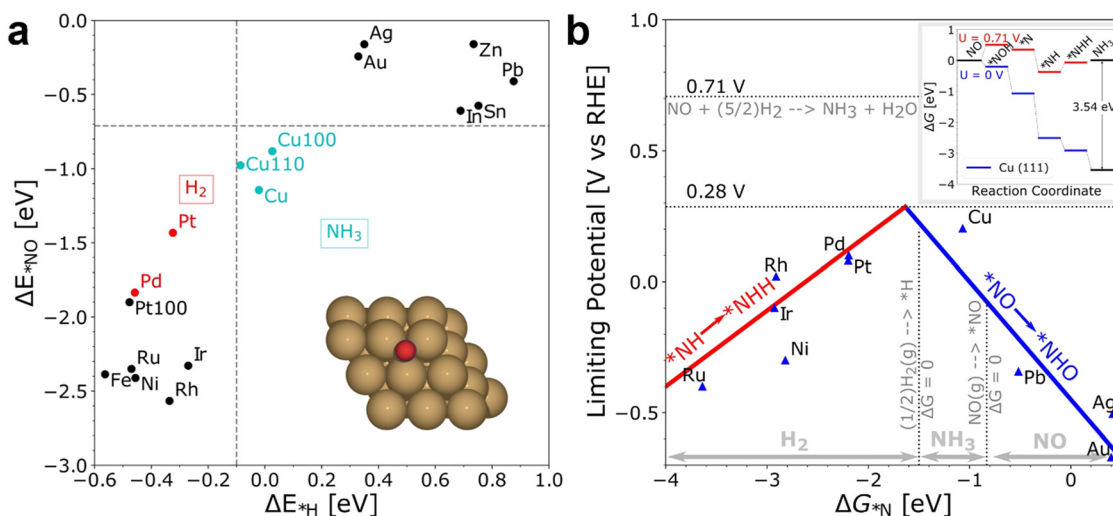 a
ΔE*NO [eV]
0.0
−0.5
−1.0
−1.5
−2.0
−2.5
−3.0
Ag
Au
Zn
Pb
In
Sn
Cu100
Cu110
Cu
H2
NH3
Pt
Pd
Pt100
Ru
Ir
Fe
Ni
Rh
−0.6 −0.4 −0.2 0.0 0.2 0.4 0.6 0.8 1.0
ΔE*H [eV]
b
Limiting Potential [V vs RHE]
0.5
0.0
−0.5
0.71 V
NO + (5/2)H2 --> NH3 + H2O
0.28 V
ΔG [eV]
1
0
−1
−2
−3
−4
NO
U = 0.71 V
*NOH
U = 0 V
*N
*NH
*NHH
NH3
3.54 eV
Cu (111)
Reaction Coordinate
Cu
Pd
Pt
Rh
Ir
Ni
Ru
Pb
Ag
Au
*NH → *NHH
*NO → *NHO
(1/2)H2(g) --> *H
ΔG = 0
NO(g) --> *NO
ΔG = 0
H2
NH3
NO
−4 −3 −2 −1 0
ΔG*N [eV]